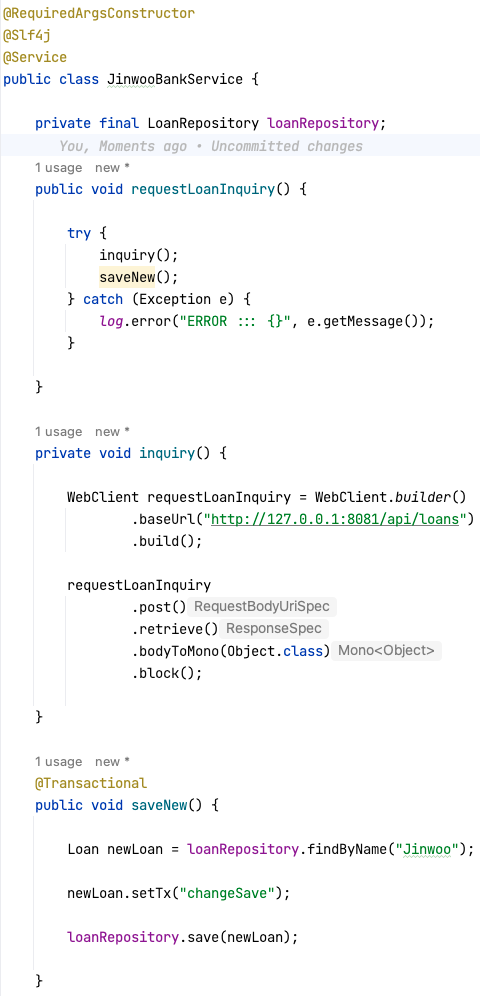 @RequiredArgsConstructor
@Slf4j
@Service
public class JinwooBankService {
private final LoanRepository loanRepository;
You, Moments ago • Uncommitted changes
1 usage new *
public void requestLoanInquiry() {
try {
inquiry();
saveNew();
} catch (Exception e) {
log.error("ERROR ::: {}", e.getMessage());
}
}
1 usage new *
private void inquiry() {
WebClient requestLoanInquiry = WebClient.builder()
.baseUrl("http://127.0.0.1:8081/api/loans")
.build();
requestLoanInquiry
.post() RequestBodyUriSpec
.retrieve() ResponseSpec
.bodyToMono(Object.class) Mono<Object>
.block();
}
1 usage new *
@Transactional
public void saveNew() {
Loan newLoan = loanRepository.findByName("Jinwoo");
newLoan.setTx("changeSave");
loanRepository.save(newLoan);
}